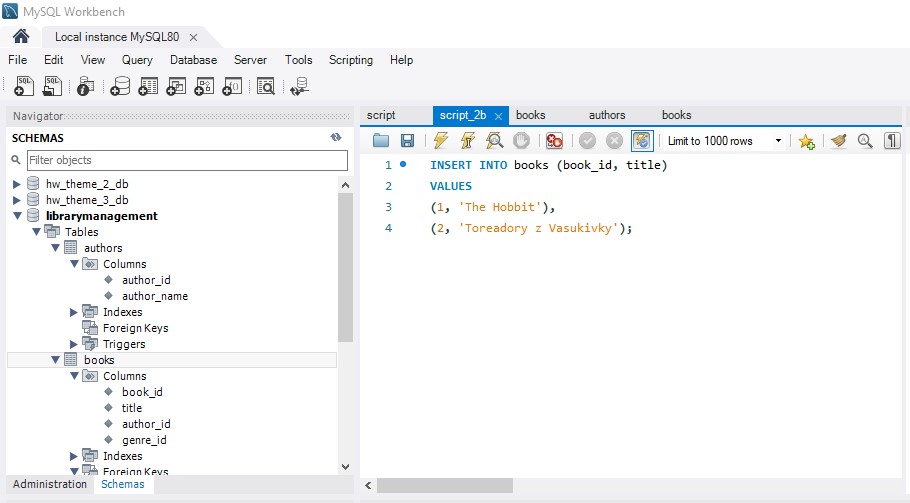 MySQL Workbench
Local instance MySQL80
File Edit View Query Database Server Tools Scripting Help
SQL SQL
Navigator
SCHEMAS
Filter objects
hw_theme_2_db
hw_theme_3_db
librarymanagement
Tables
authors
Columns
author_id
author_name
Indexes
Foreign Keys
Triggers
books
Columns
book_id
title
author_id
genre_id
Indexes
Foreign Keys
Administration Schemas
script script_2b books authors books
Limit to 1000 rows
1 INSERT INTO books (book_id, title)
2 VALUES
3 (1, 'The Hobbit'),
4 (2, 'Toreadory z Vasukivky');